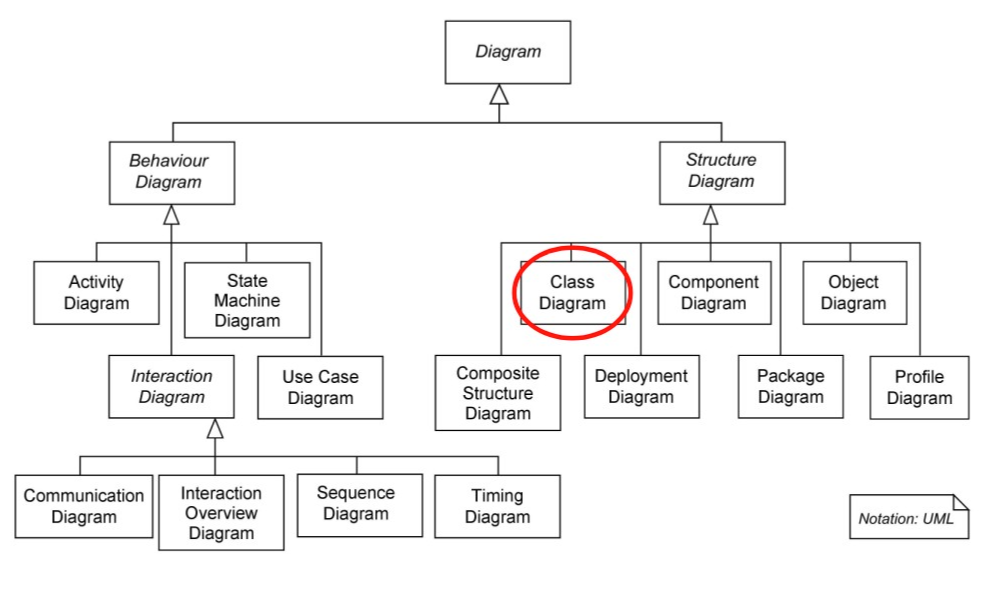 Diagram
Behaviour
Diagram
Structure
Diagram
Activity
Diagram
State
Machine
Diagram
Class
Diagram
Component
Diagram
Object
Diagram
Interaction
Diagram
Use Case
Diagram
Composite
Structure
Diagram
Deployment
Diagram
Package
Diagram
Profile
Diagram
Communication
Diagram
Interaction
Overview
Diagram
Sequence
Diagram
Timing
Diagram
Notation: UML